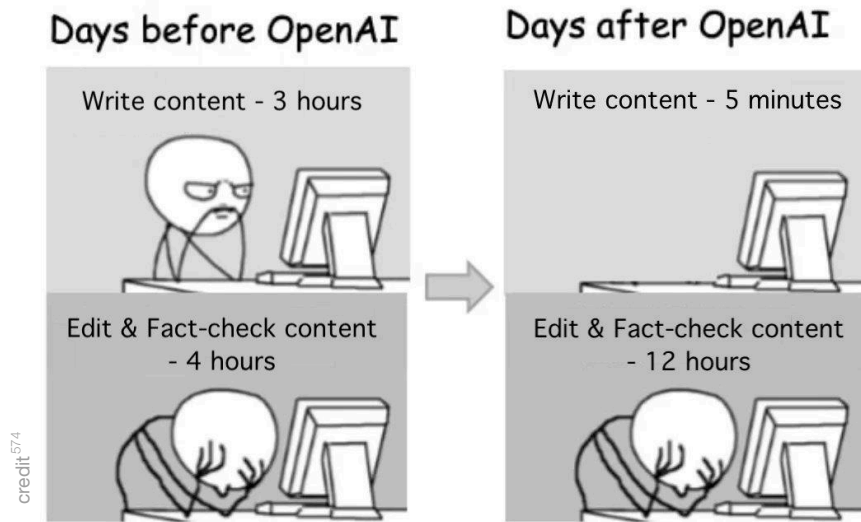 Days before OpenAI
Write content - 3 hours
Edit & Fact-check content
- 4 hours
Days after OpenAI
Write content - 5 minutes
Edit & Fact-check content
- 12 hours
credit574